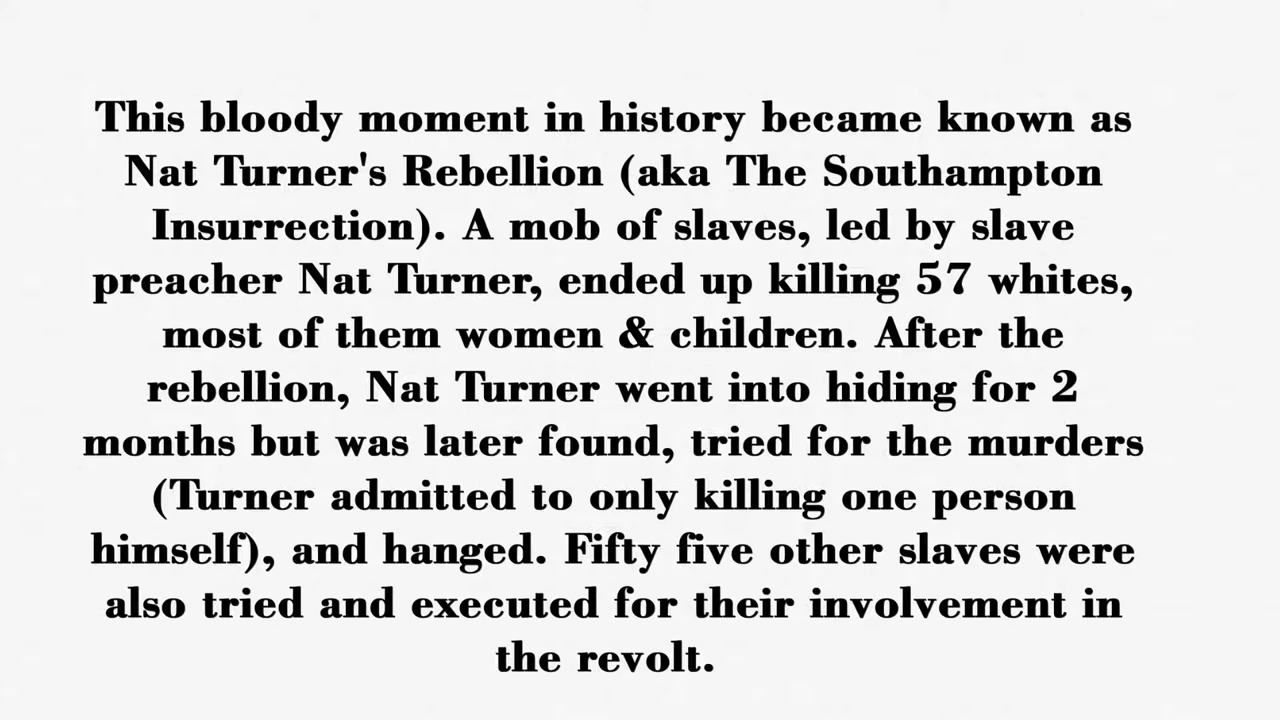 This bloody moment in history became known as
Nat Turner's Rebellion (aka The Southampton
Insurrection). A mob of slaves, led by slave
preacher Nat Turner, ended up killing 57 whites,
most of them women & children. After the
rebellion, Nat Turner went into hiding for 2
months but was later found, tried for the murders
(Turner admitted to only killing one person
himself), and hanged. Fifty five other slaves were
also tried and executed for their involvement in
the revolt.